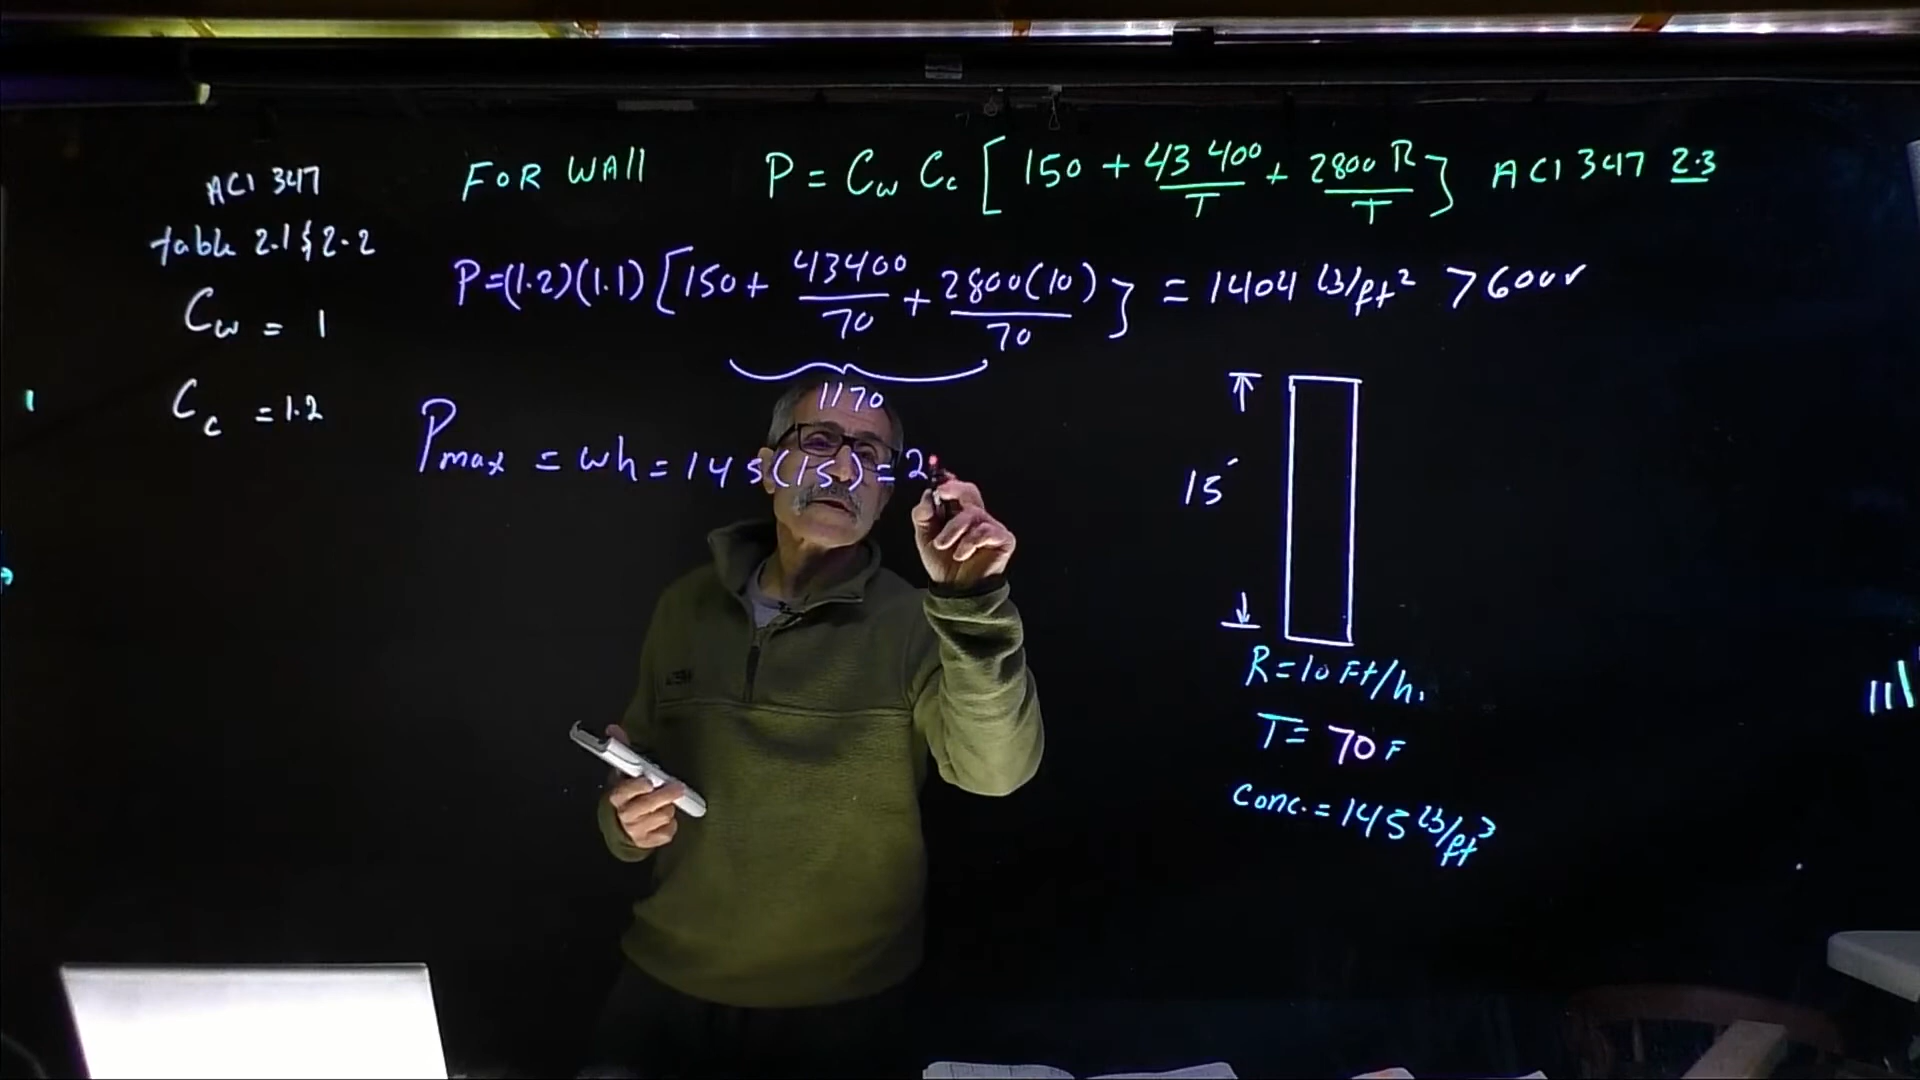 ACI 347
table 2.1 & 2.2
Cw = 1
Cc = 1.2
FOR WALL P = Cw Cc [ 150 + 43 400/T + 2800 R/T ] ACI 347 2.3
P=(1.2)(1.1) [ 150 + 43400/70 + 2800(10)/70 ] = 1404 lb/ft² > 600 ✓
1170
Pmax = wh = 145(15) = 2
15'
R=10 Ft/h.
T= 70 F
Conc. = 145 lb/ft³